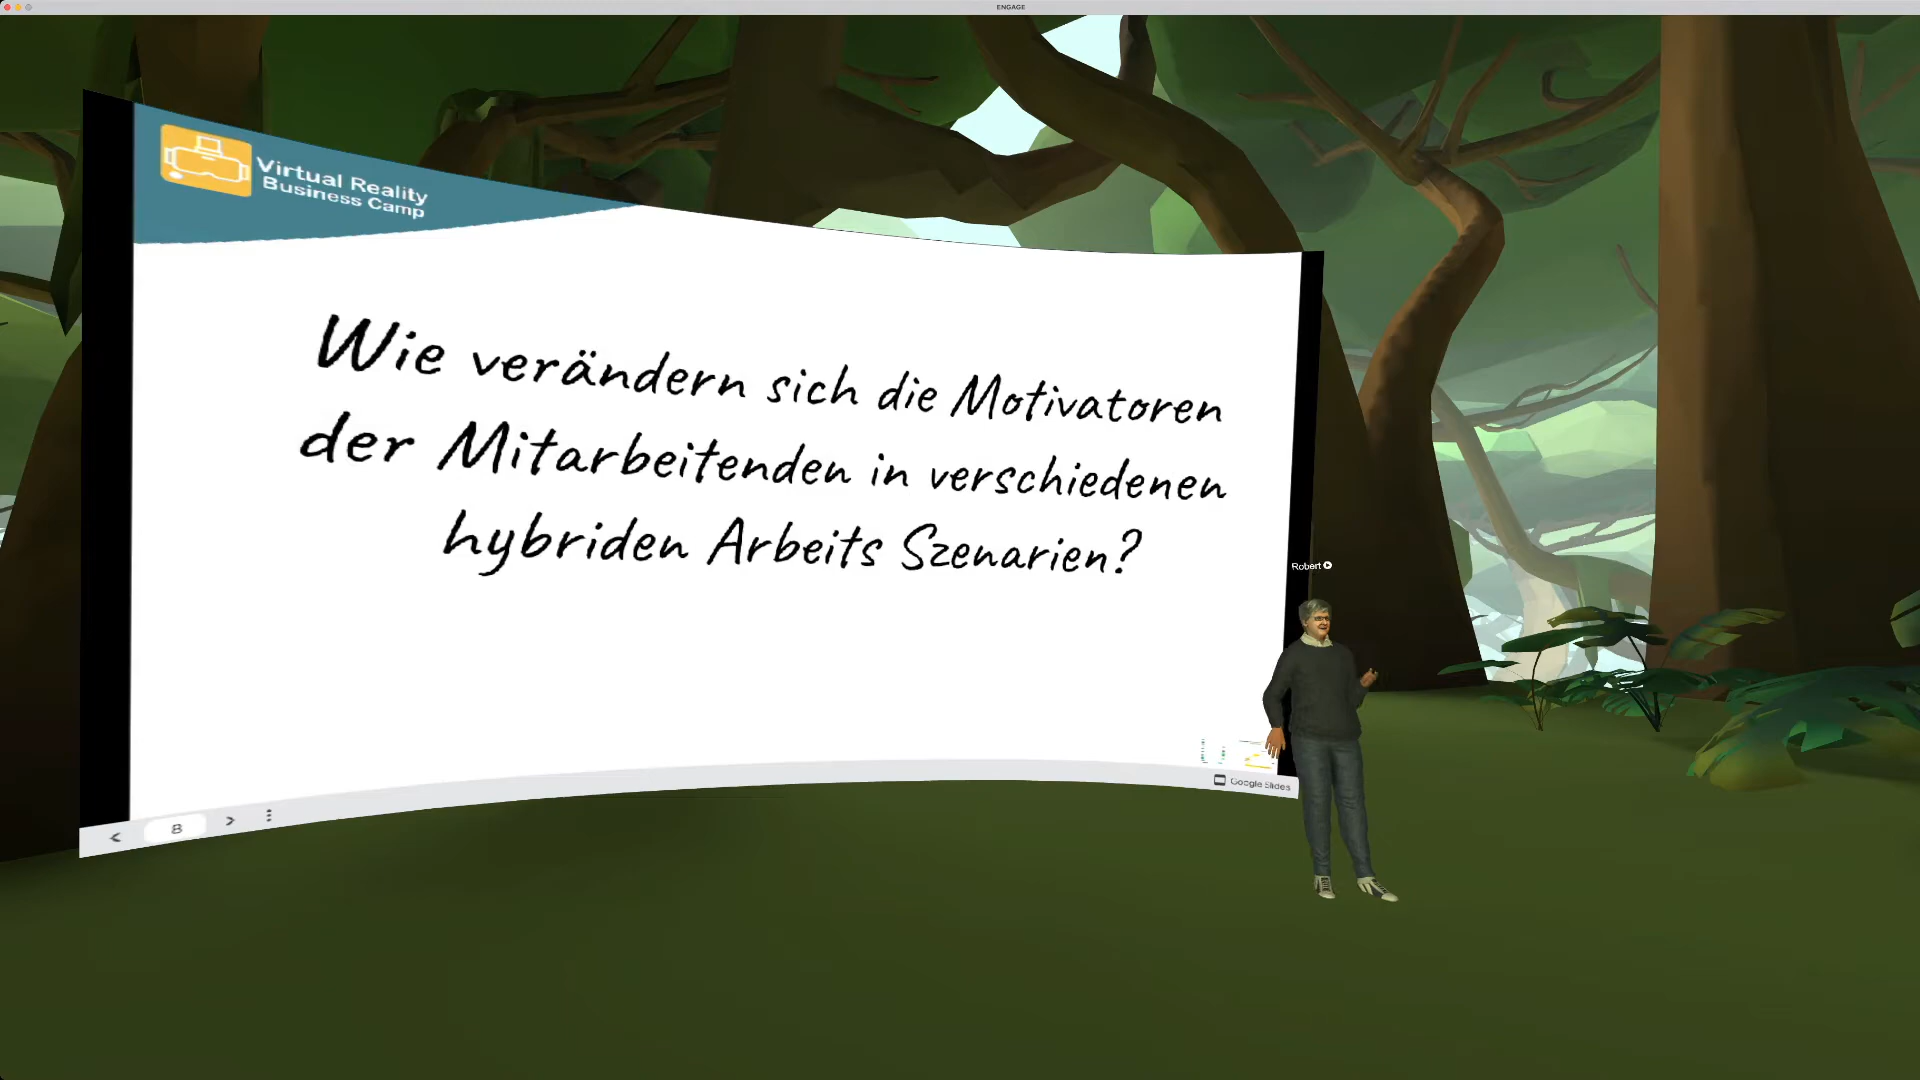 ENGAGE
Virtual Reality
Business Camp
Wie verändern sich die Motivatoren
der Mitarbeitenden in verschiedenen
hybriden Arbeits Szenarien?
Robert
8
Google Slides